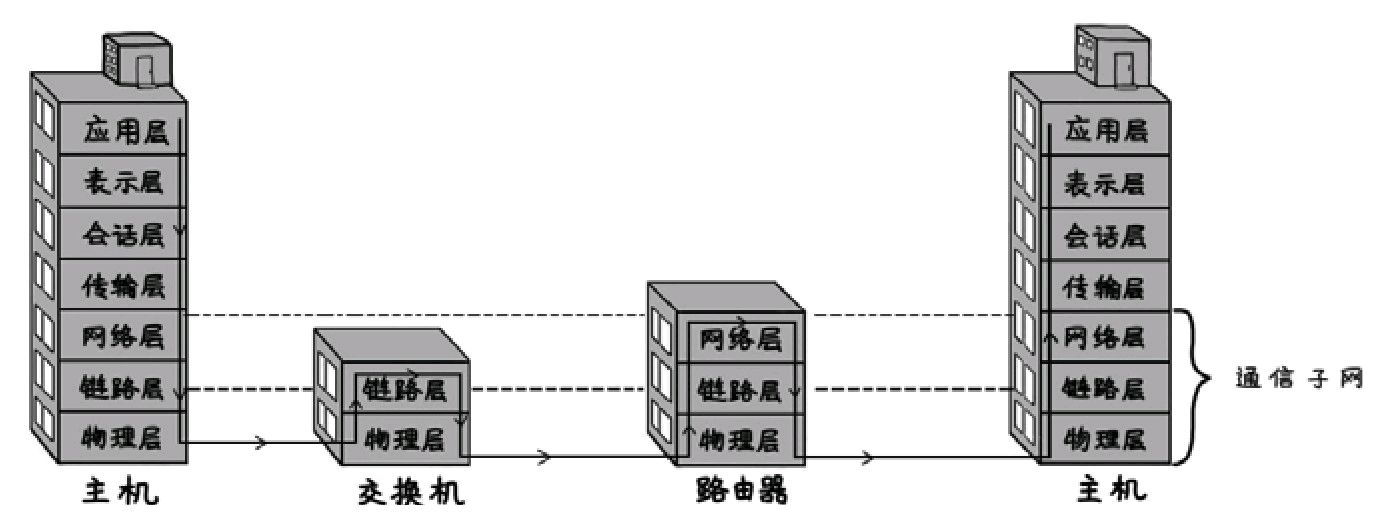 应用层
表示层
会话层
传输层
网络层
链路层
物理层
主机
链路层
物理层
交换机
网络层
链路层
物理层
路由器
应用层
表示层
会话层
传输层
网络层
链路层
物理层
主机
通信子网